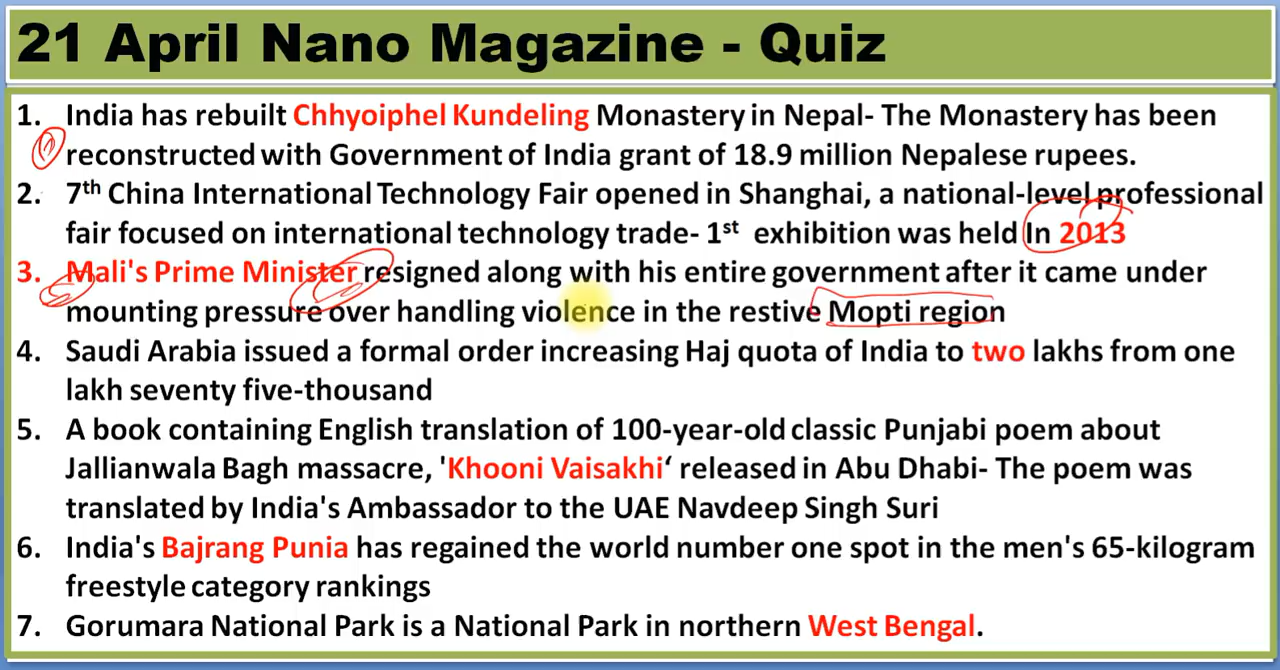 21 April Nano Magazine - Quiz
1. India has rebuilt Chhyoiphel Kundeling Monastery in Nepal- The Monastery has been
reconstructed with Government of India grant of 18.9 million Nepalese rupees.
2. 7th China International Technology Fair opened in Shanghai, a national-level professional
fair focused on international technology trade- 1st exhibition was held In 2013
3. Mali's Prime Minister resigned along with his entire government after it came under
mounting pressure over handling violence in the restive Mopti region
4. Saudi Arabia issued a formal order increasing Haj quota of India to two lakhs from one
lakh seventy five-thousand
5. A book containing English translation of 100-year-old classic Punjabi poem about
Jallianwala Bagh massacre, 'Khooni Vaisakhi‘ released in Abu Dhabi- The poem was
translated by India's Ambassador to the UAE Navdeep Singh Suri
6. India's Bajrang Punia has regained the world number one spot in the men's 65-kilogram
freestyle category rankings
7. Gorumara National Park is a National Park in northern West Bengal.